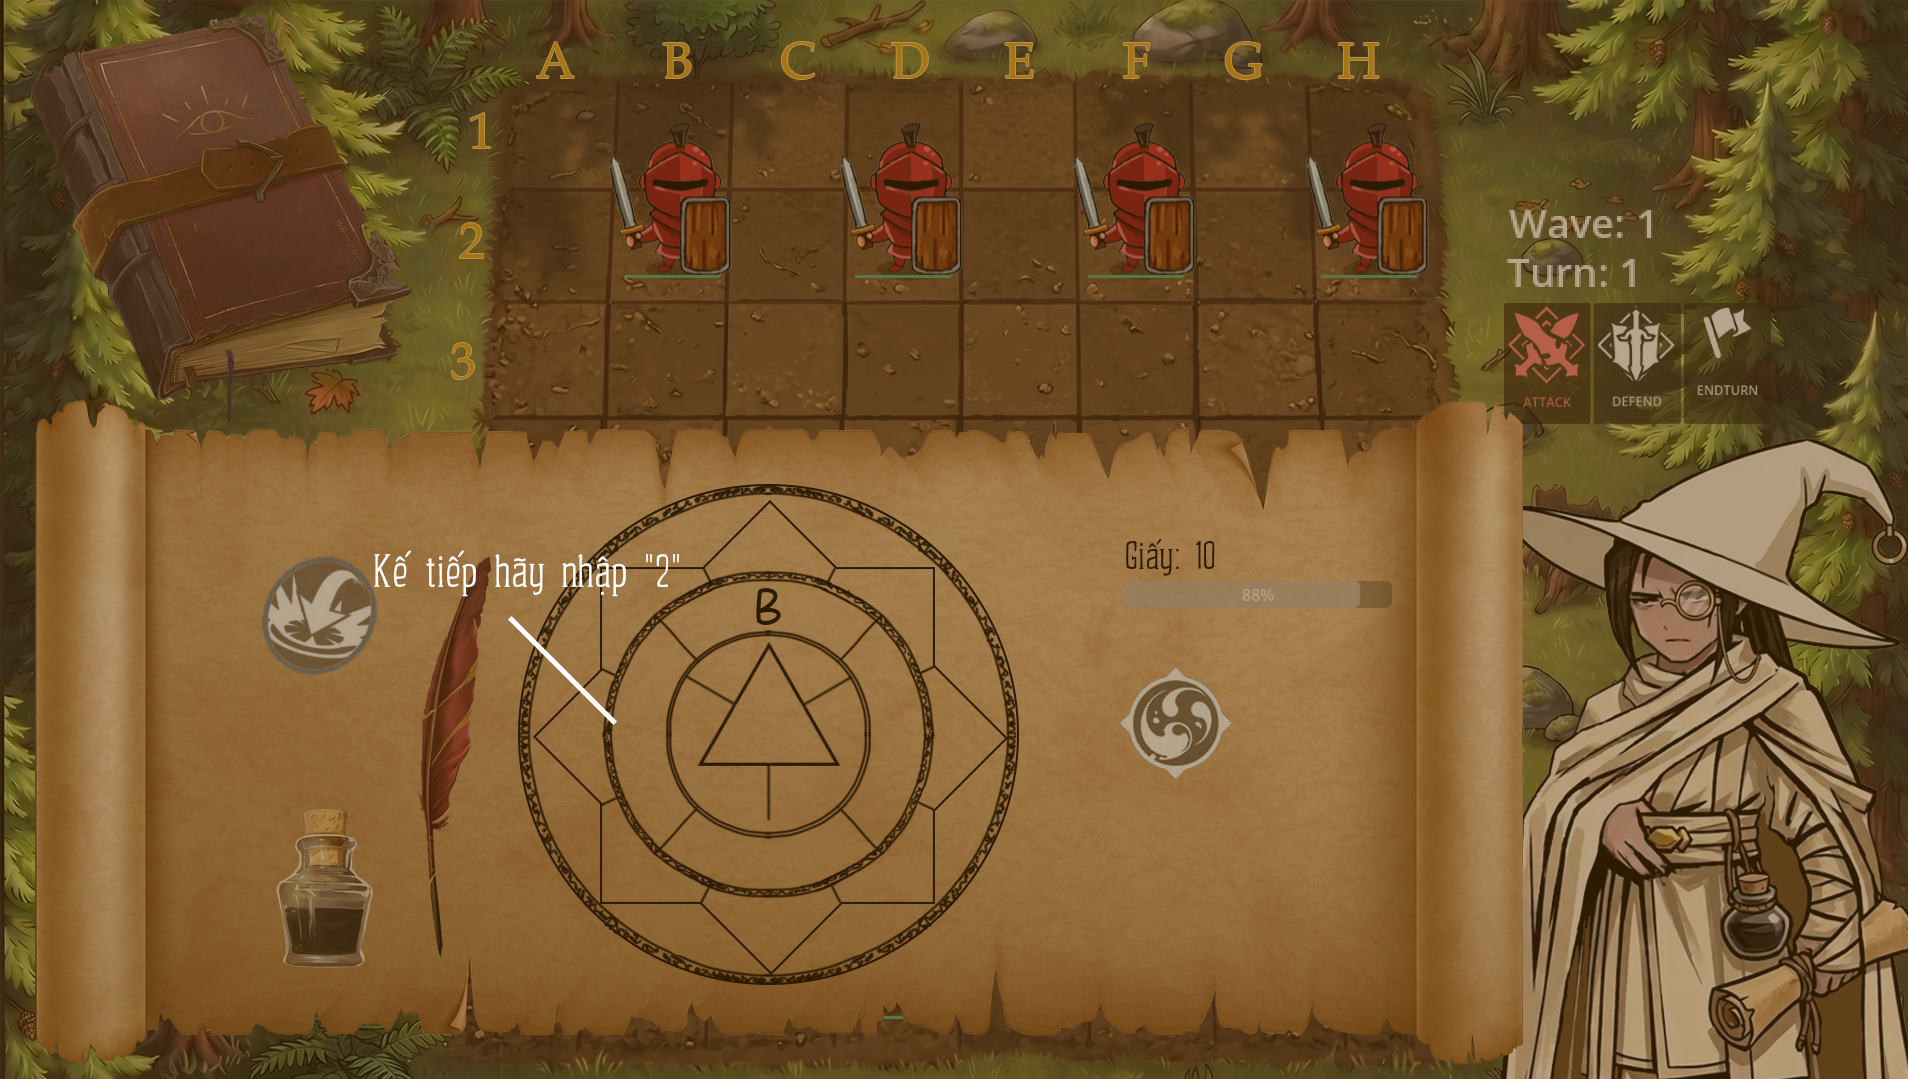 A B C D E F G H
1
2
3
Wave: 1
Turn: 1
ATTACK
DEFEND
ENDTURN
Kế tiếp hãy nhập "2"
B
Giấy: 10
88%